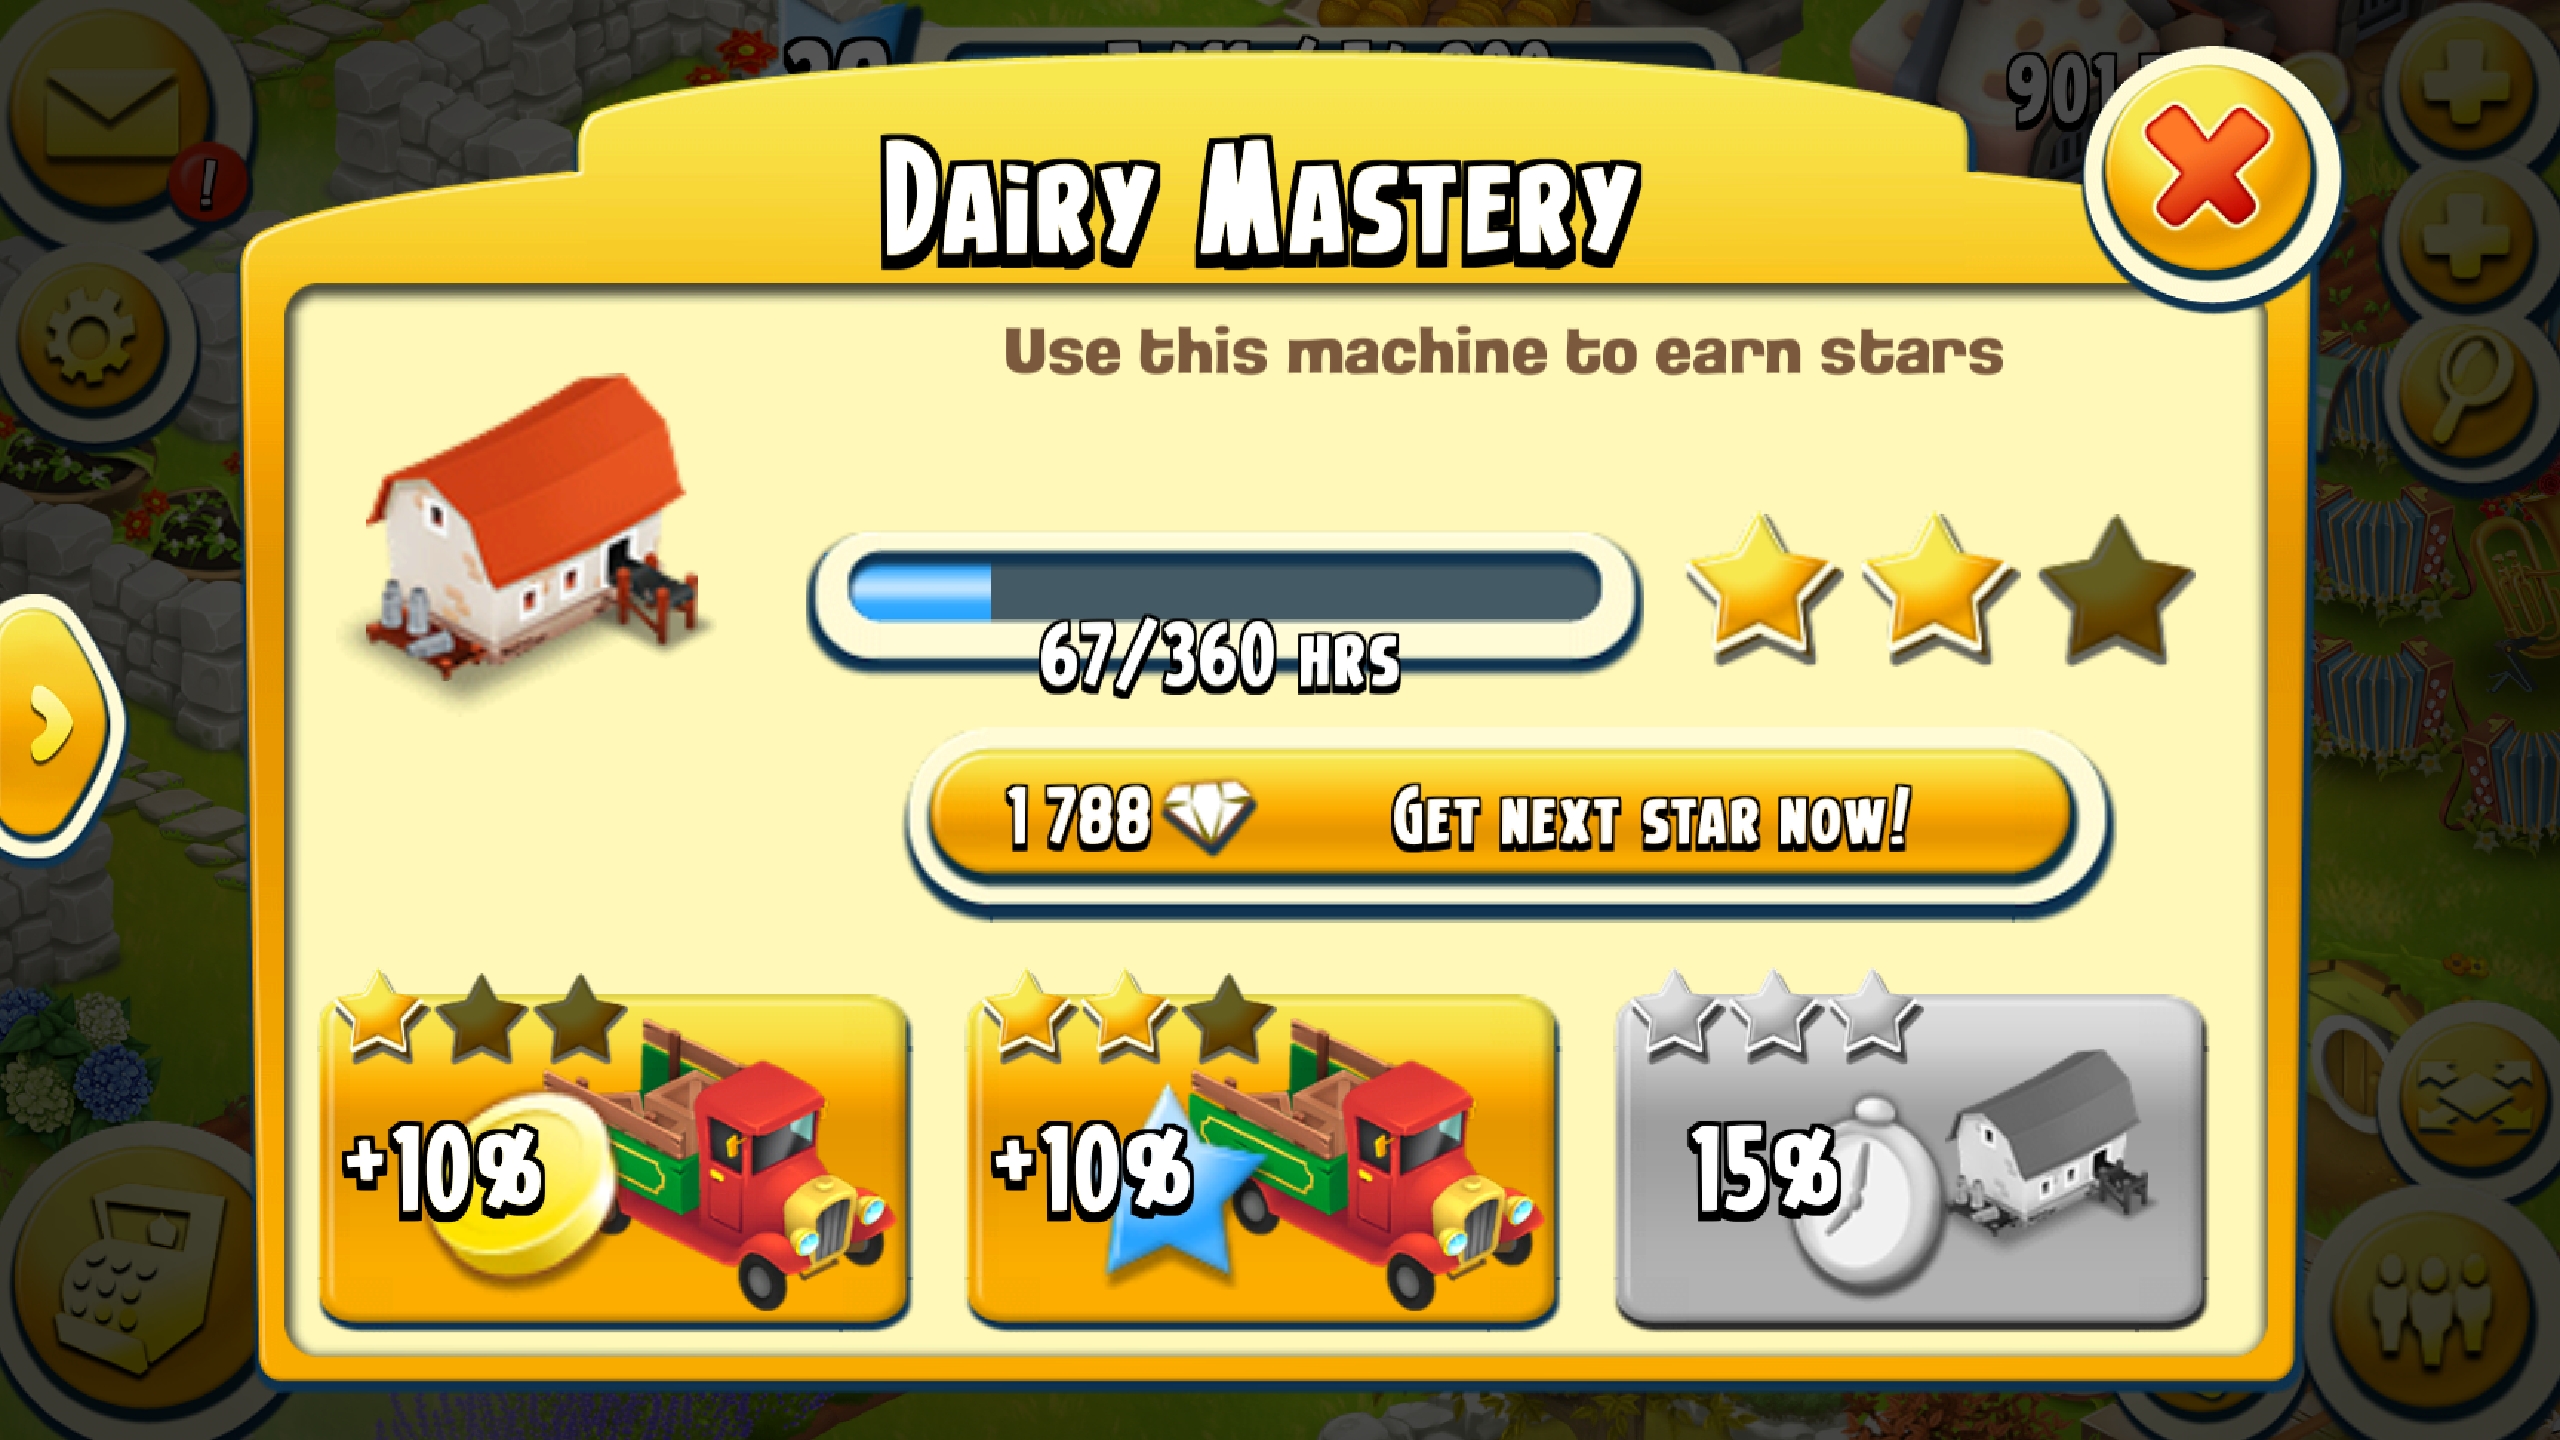 Dairy Mastery
Use this machine to earn stars
67/360 hrs
1 788 Get next star now!
+10% +10% 15%
!